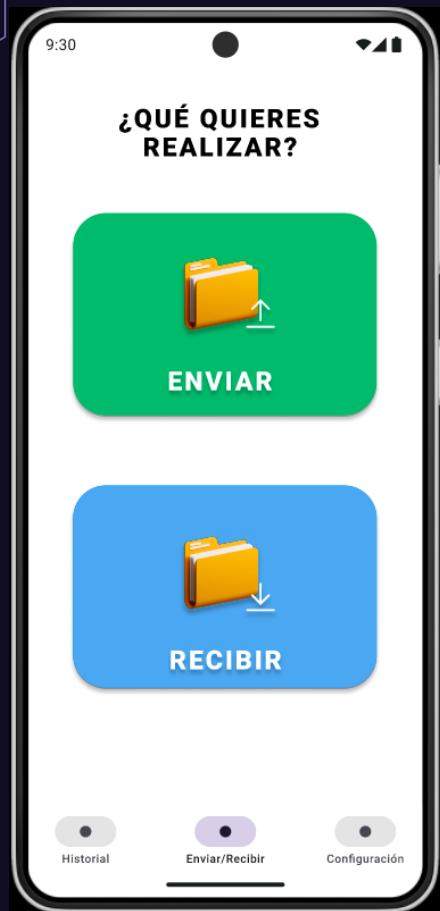 9:30
¿QUÉ QUIERES
REALIZAR?
ENVIAR
RECIBIR
Historial
Enviar/Recibir
Configuración